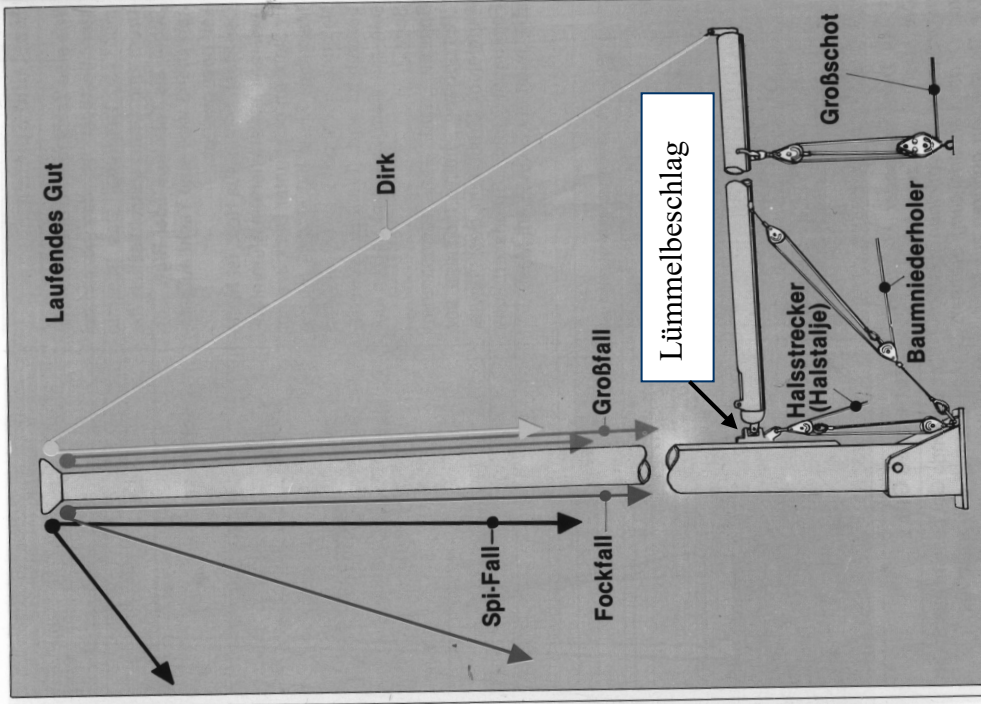 Laufendes Gut
Dirk
Großschot
Lümmelbeschlag
Großfall
Halsstrecker
(Halstalje)
Baumniederholer
Spi-Fall
Fockfall